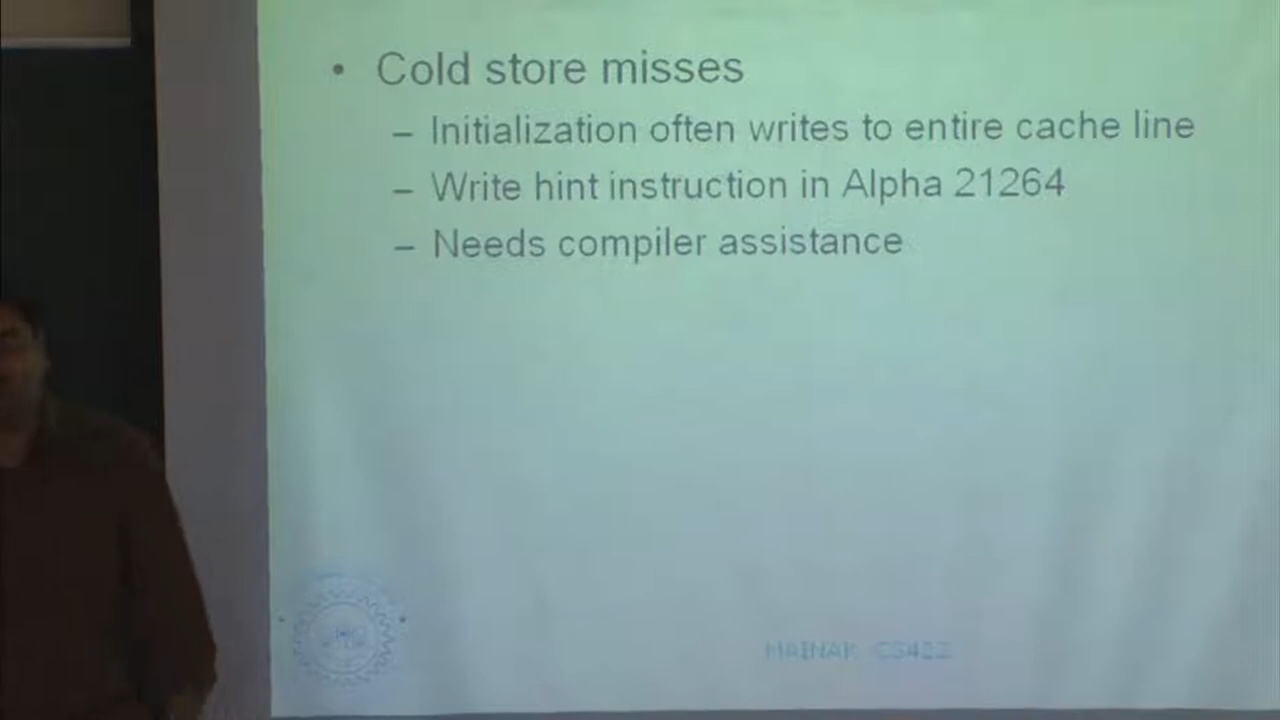 • Cold store misses
– Initialization often writes to entire cache line
– Write hint instruction in Alpha 21264
– Needs compiler assistance
MAINAK CS422